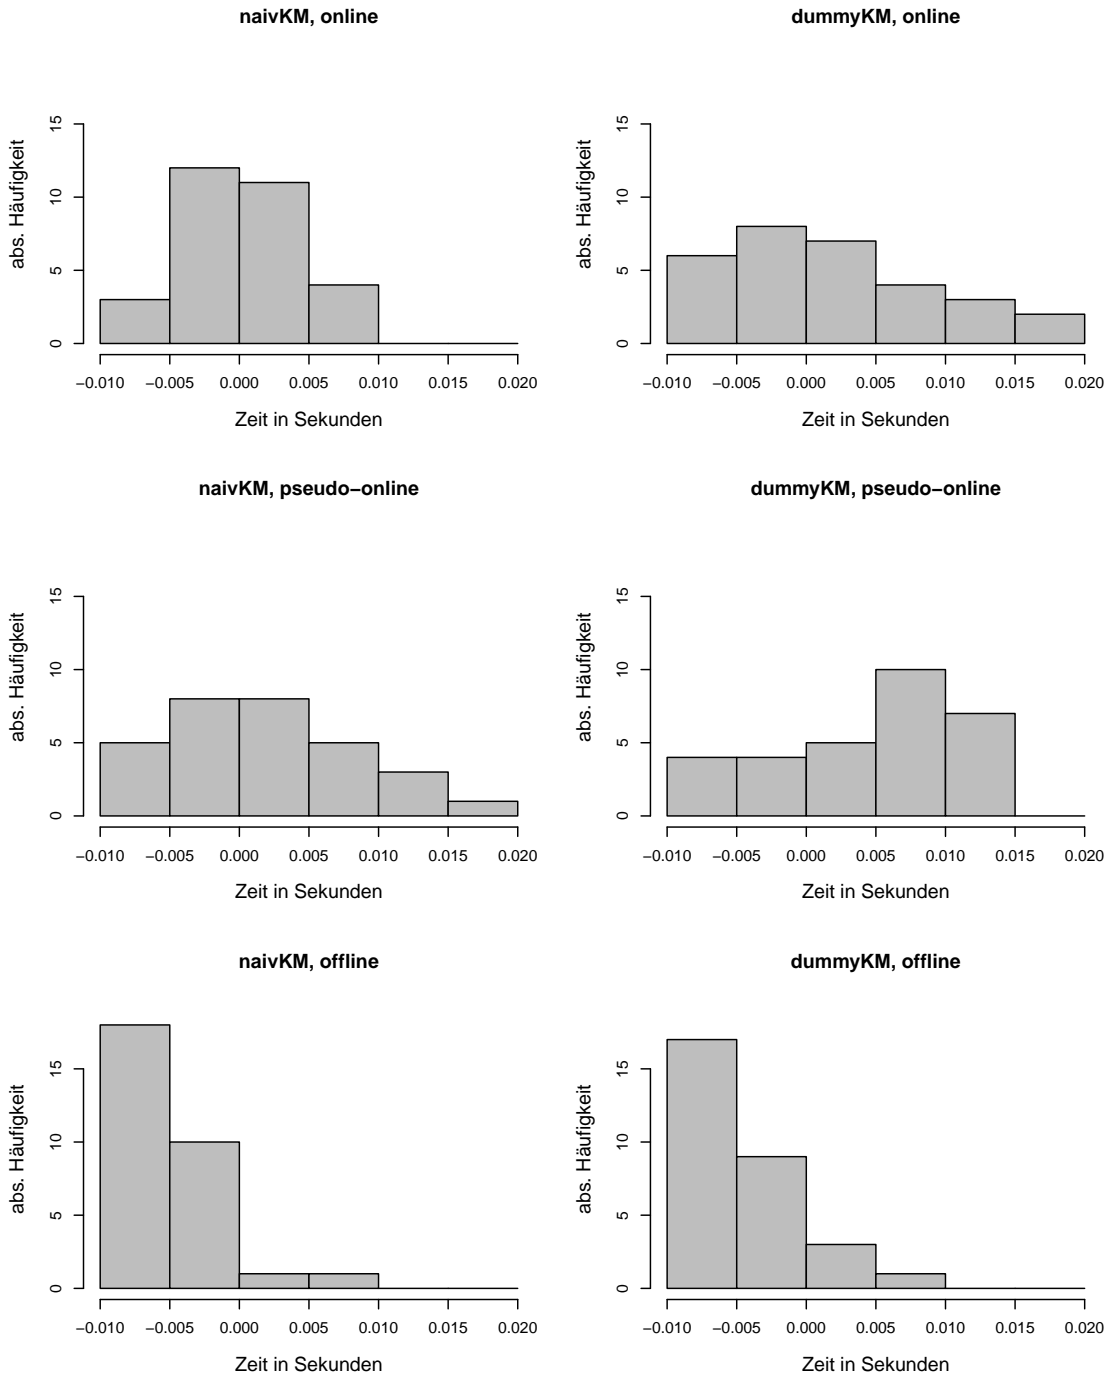 naivKM, online
abs. Häufigkeit
0 5 10 15
−0.010 −0.005 0.000 0.005 0.010 0.015 0.020
Zeit in Sekunden
dummyKM, online
abs. Häufigkeit
0 5 10 15
−0.010 −0.005 0.000 0.005 0.010 0.015 0.020
Zeit in Sekunden
naivKM, pseudo−online
abs. Häufigkeit
0 5 10 15
−0.010 −0.005 0.000 0.005 0.010 0.015 0.020
Zeit in Sekunden
dummyKM, pseudo−online
abs. Häufigkeit
0 5 10 15
−0.010 −0.005 0.000 0.005 0.010 0.015 0.020
Zeit in Sekunden
naivKM, offline
abs. Häufigkeit
0 5 10 15
−0.010 −0.005 0.000 0.005 0.010 0.015 0.020
Zeit in Sekunden
dummyKM, offline
abs. Häufigkeit
0 5 10 15
−0.010 −0.005 0.000 0.005 0.010 0.015 0.020
Zeit in Sekunden